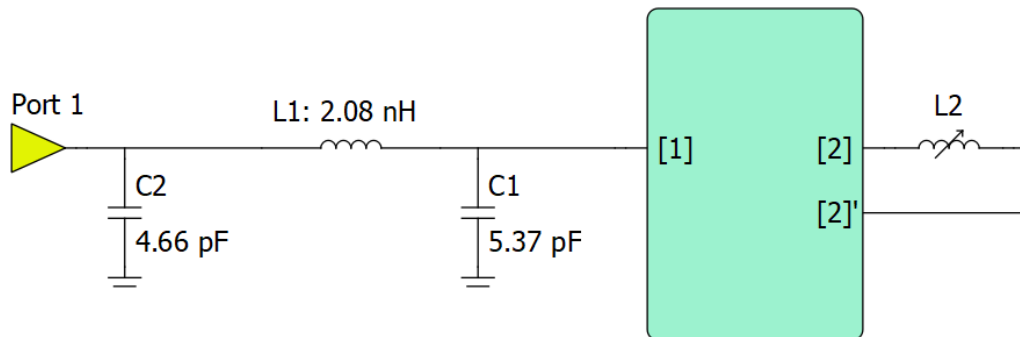 Port 1
L1: 2.08 nH
L2
[1]
[2]
C2
C1
[2]'
4.66 pF
5.37 pF